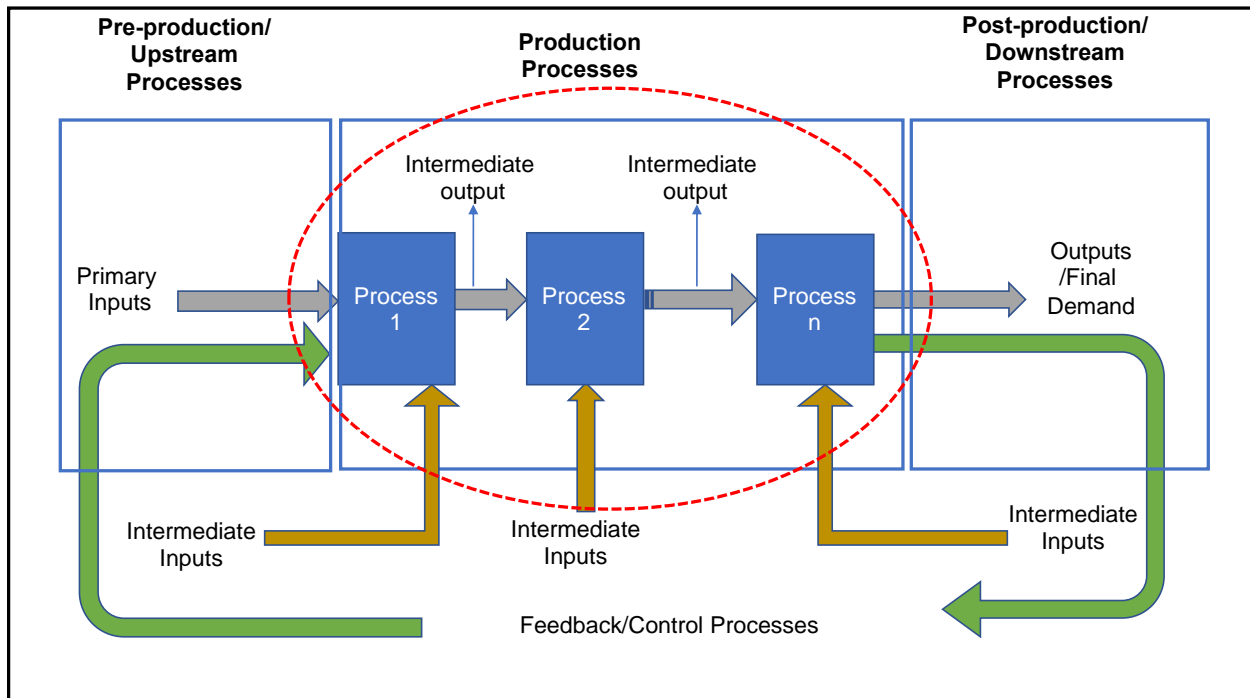 Pre-production/
Upstream
Processes
Production
Processes
Post-production/
Downstream
Processes
Intermediate
output
Intermediate
output
Primary
Inputs
Process
1
Process
2
Process
n
Outputs
/Final
Demand
Intermediate
Inputs
Intermediate
Inputs
Intermediate
Inputs
Feedback/Control Processes